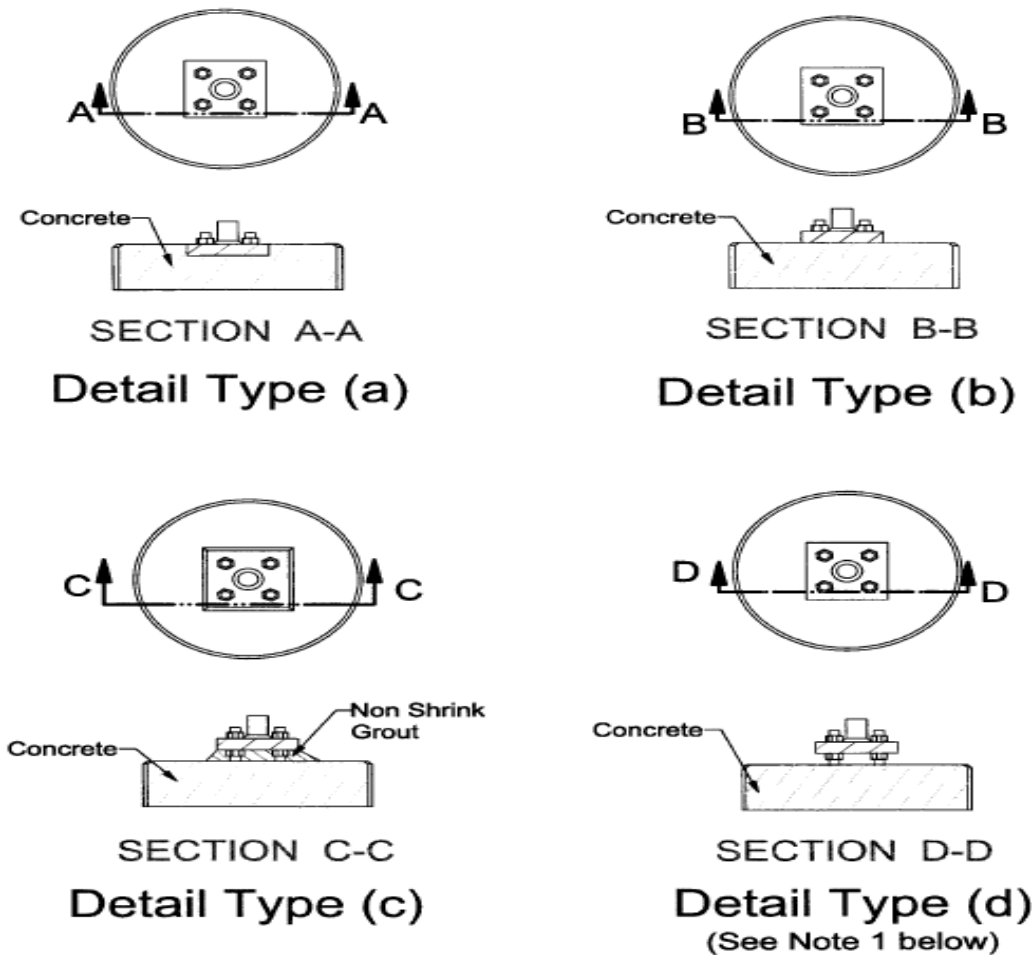 A A
Concrete
SECTION A-A
Detail Type (a)
B B
Concrete
SECTION B-B
Detail Type (b)
C C
Non Shrink
Grout
Concrete
SECTION C-C
Detail Type (c)
D D
Concrete
SECTION D-D
Detail Type (d)
(See Note 1 below)